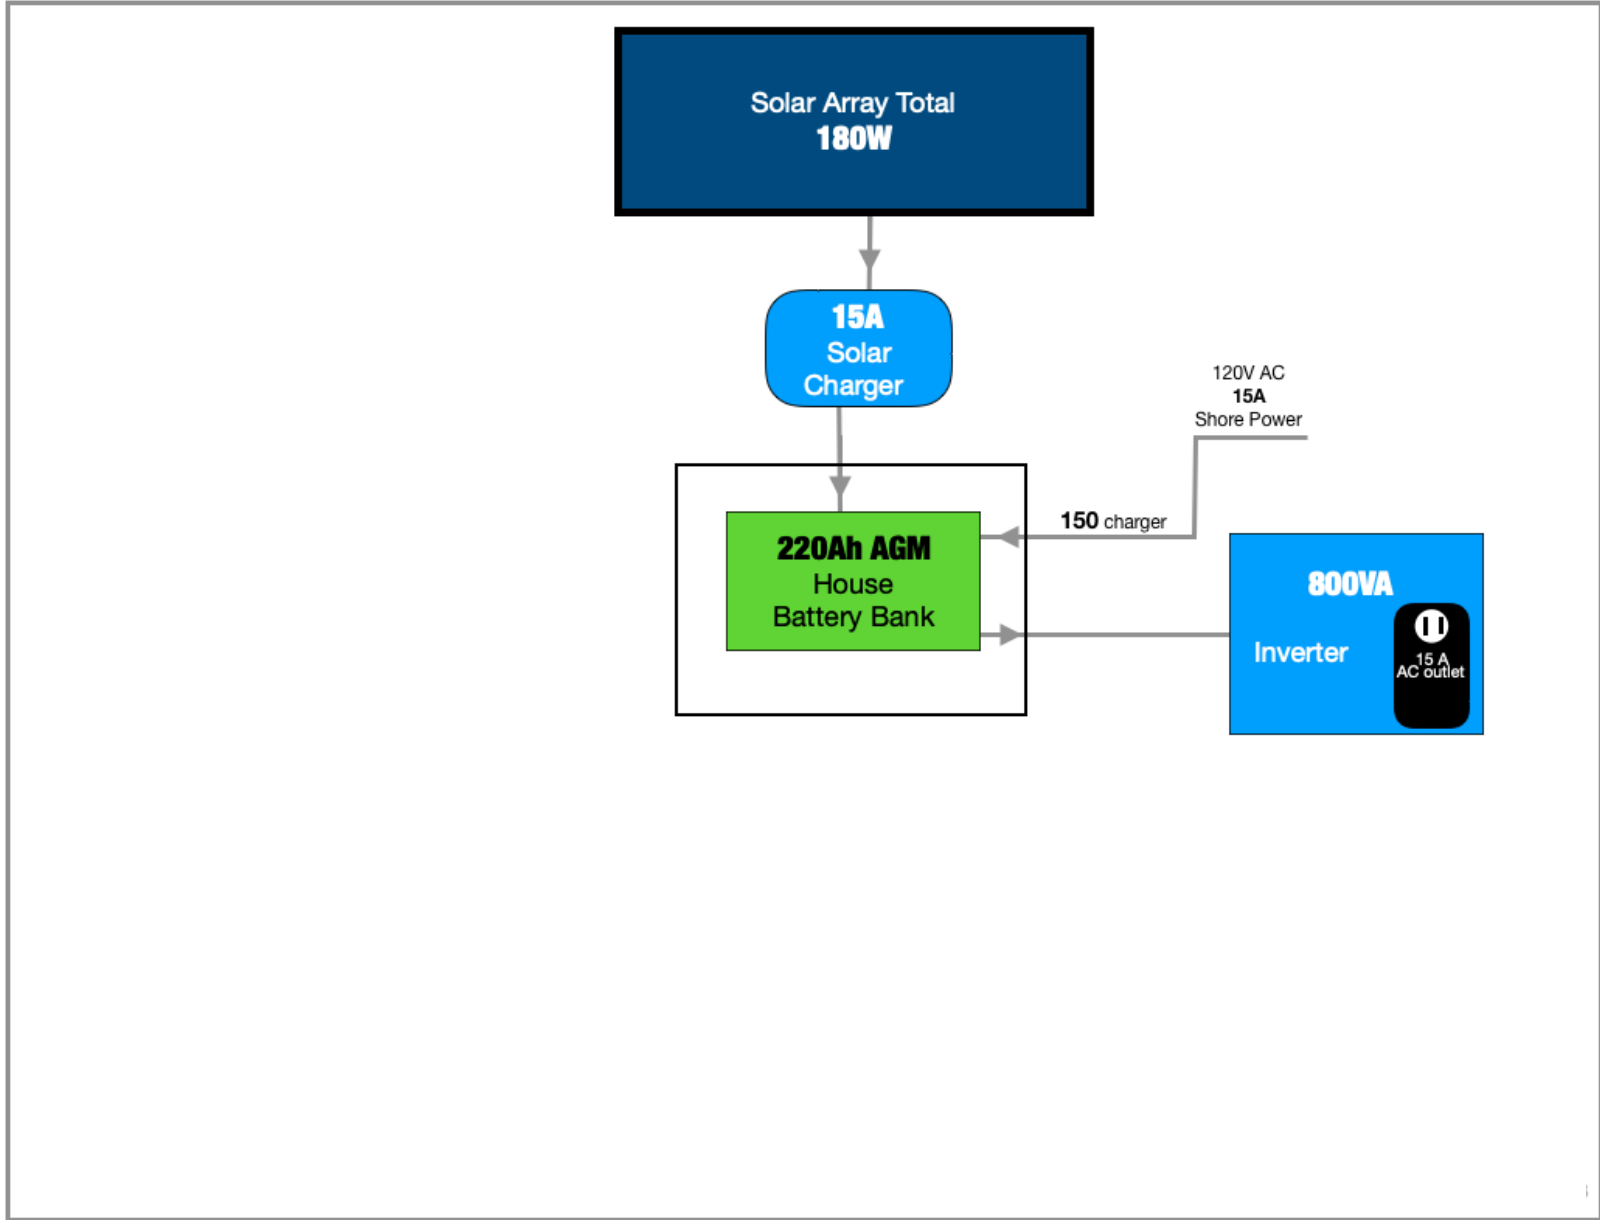 Solar Array Total
180W
15A
Solar
Charger
120V AC
15A
Shore Power
150 charger
220Ah AGM
House
Battery Bank
800VA
Inverter
15 A
AC outlet